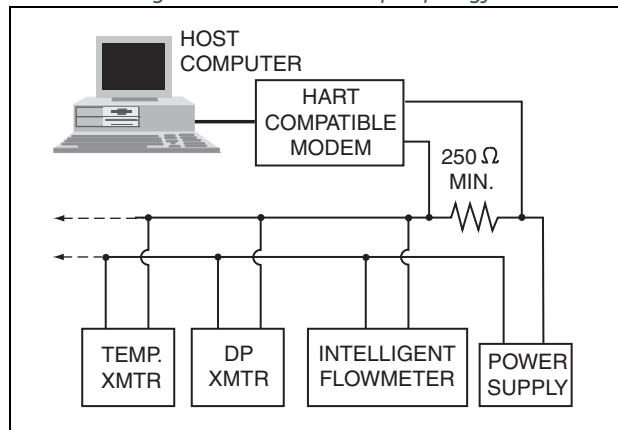 HOST
COMPUTER
HART
COMPATIBLE
MODEM
250 Ω
MIN.
TEMP.
XMTR
DP
XMTR
INTELLIGENT
FLOWMETER
POWER
SUPPLY